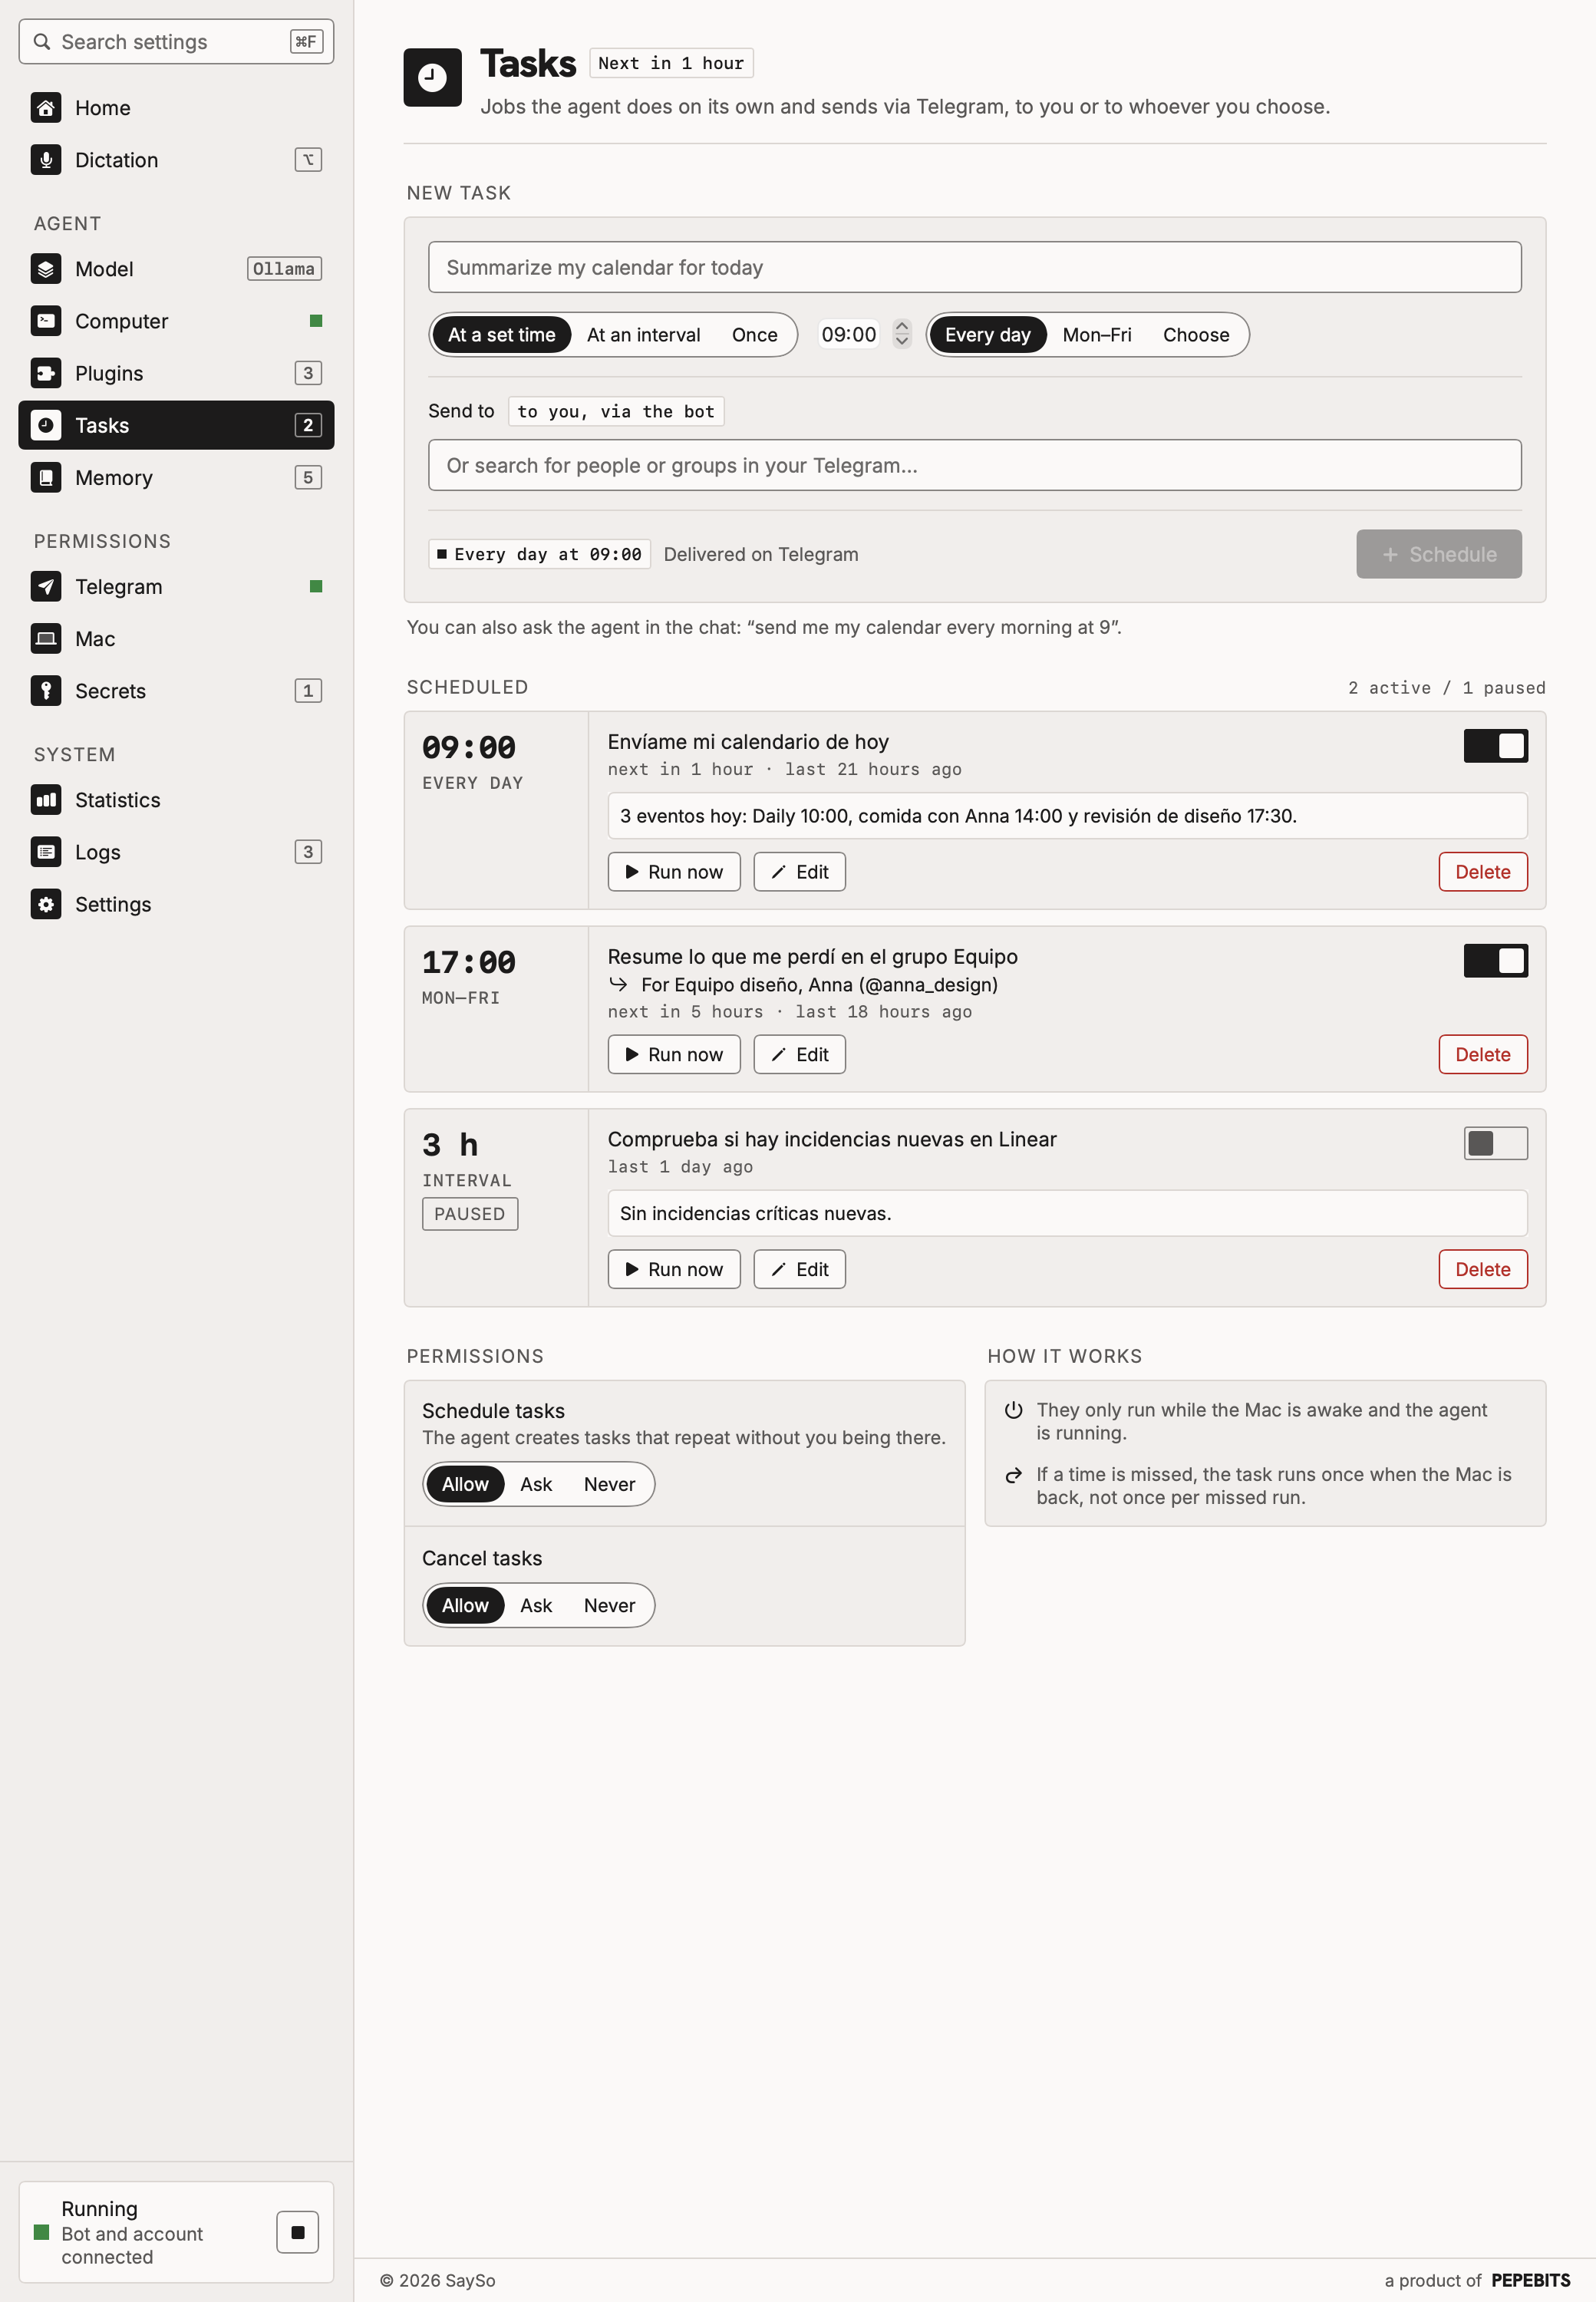 Search settings ⌘F
Home
Dictation ⌥
AGENT
Model Ollama
Computer
Plugins 3
Tasks 2
Memory 5
PERMISSIONS
Telegram
Mac
Secrets 1
SYSTEM
Statistics
Logs 3
Settings
Running
Bot and account
connected
Tasks Next in 1 hour
Jobs the agent does on its own and sends via Telegram, to you or to whoever you choose.
NEW TASK
Summarize my calendar for today
At a set time At an interval Once 09:00 Every day Mon–Fri Choose
Send to to you, via the bot
Or search for people or groups in your Telegram...
Every day at 09:00 Delivered on Telegram + Schedule
You can also ask the agent in the chat: “send me my calendar every morning at 9”.
SCHEDULED 2 active / 1 paused
09:00
EVERY DAY
Envíame mi calendario de hoy
next in 1 hour · last 21 hours ago
3 eventos hoy: Daily 10:00, comida con Anna 14:00 y revisión de diseño 17:30.
Run now Edit Delete
17:00
MON–FRI
Resume lo que me perdí en el grupo Equipo
For Equipo diseño, Anna (@anna_design)
next in 5 hours · last 18 hours ago
Run now Edit Delete
3 h
INTERVAL
PAUSED
Comprueba si hay incidencias nuevas en Linear
last 1 day ago
Sin incidencias críticas nuevas.
Run now Edit Delete
PERMISSIONS
Schedule tasks
The agent creates tasks that repeat without you being there.
Allow Ask Never
Cancel tasks
Allow Ask Never
HOW IT WORKS
They only run while the Mac is awake and the agent
is running.
If a time is missed, the task runs once when the Mac is
back, not once per missed run.
© 2026 SaySo a product of PEPEBITS